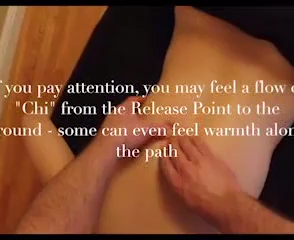 f you pay attention, you may feel a flow o
"Chi" from the Release Point to the
round - some can even feel warmth alon
the path